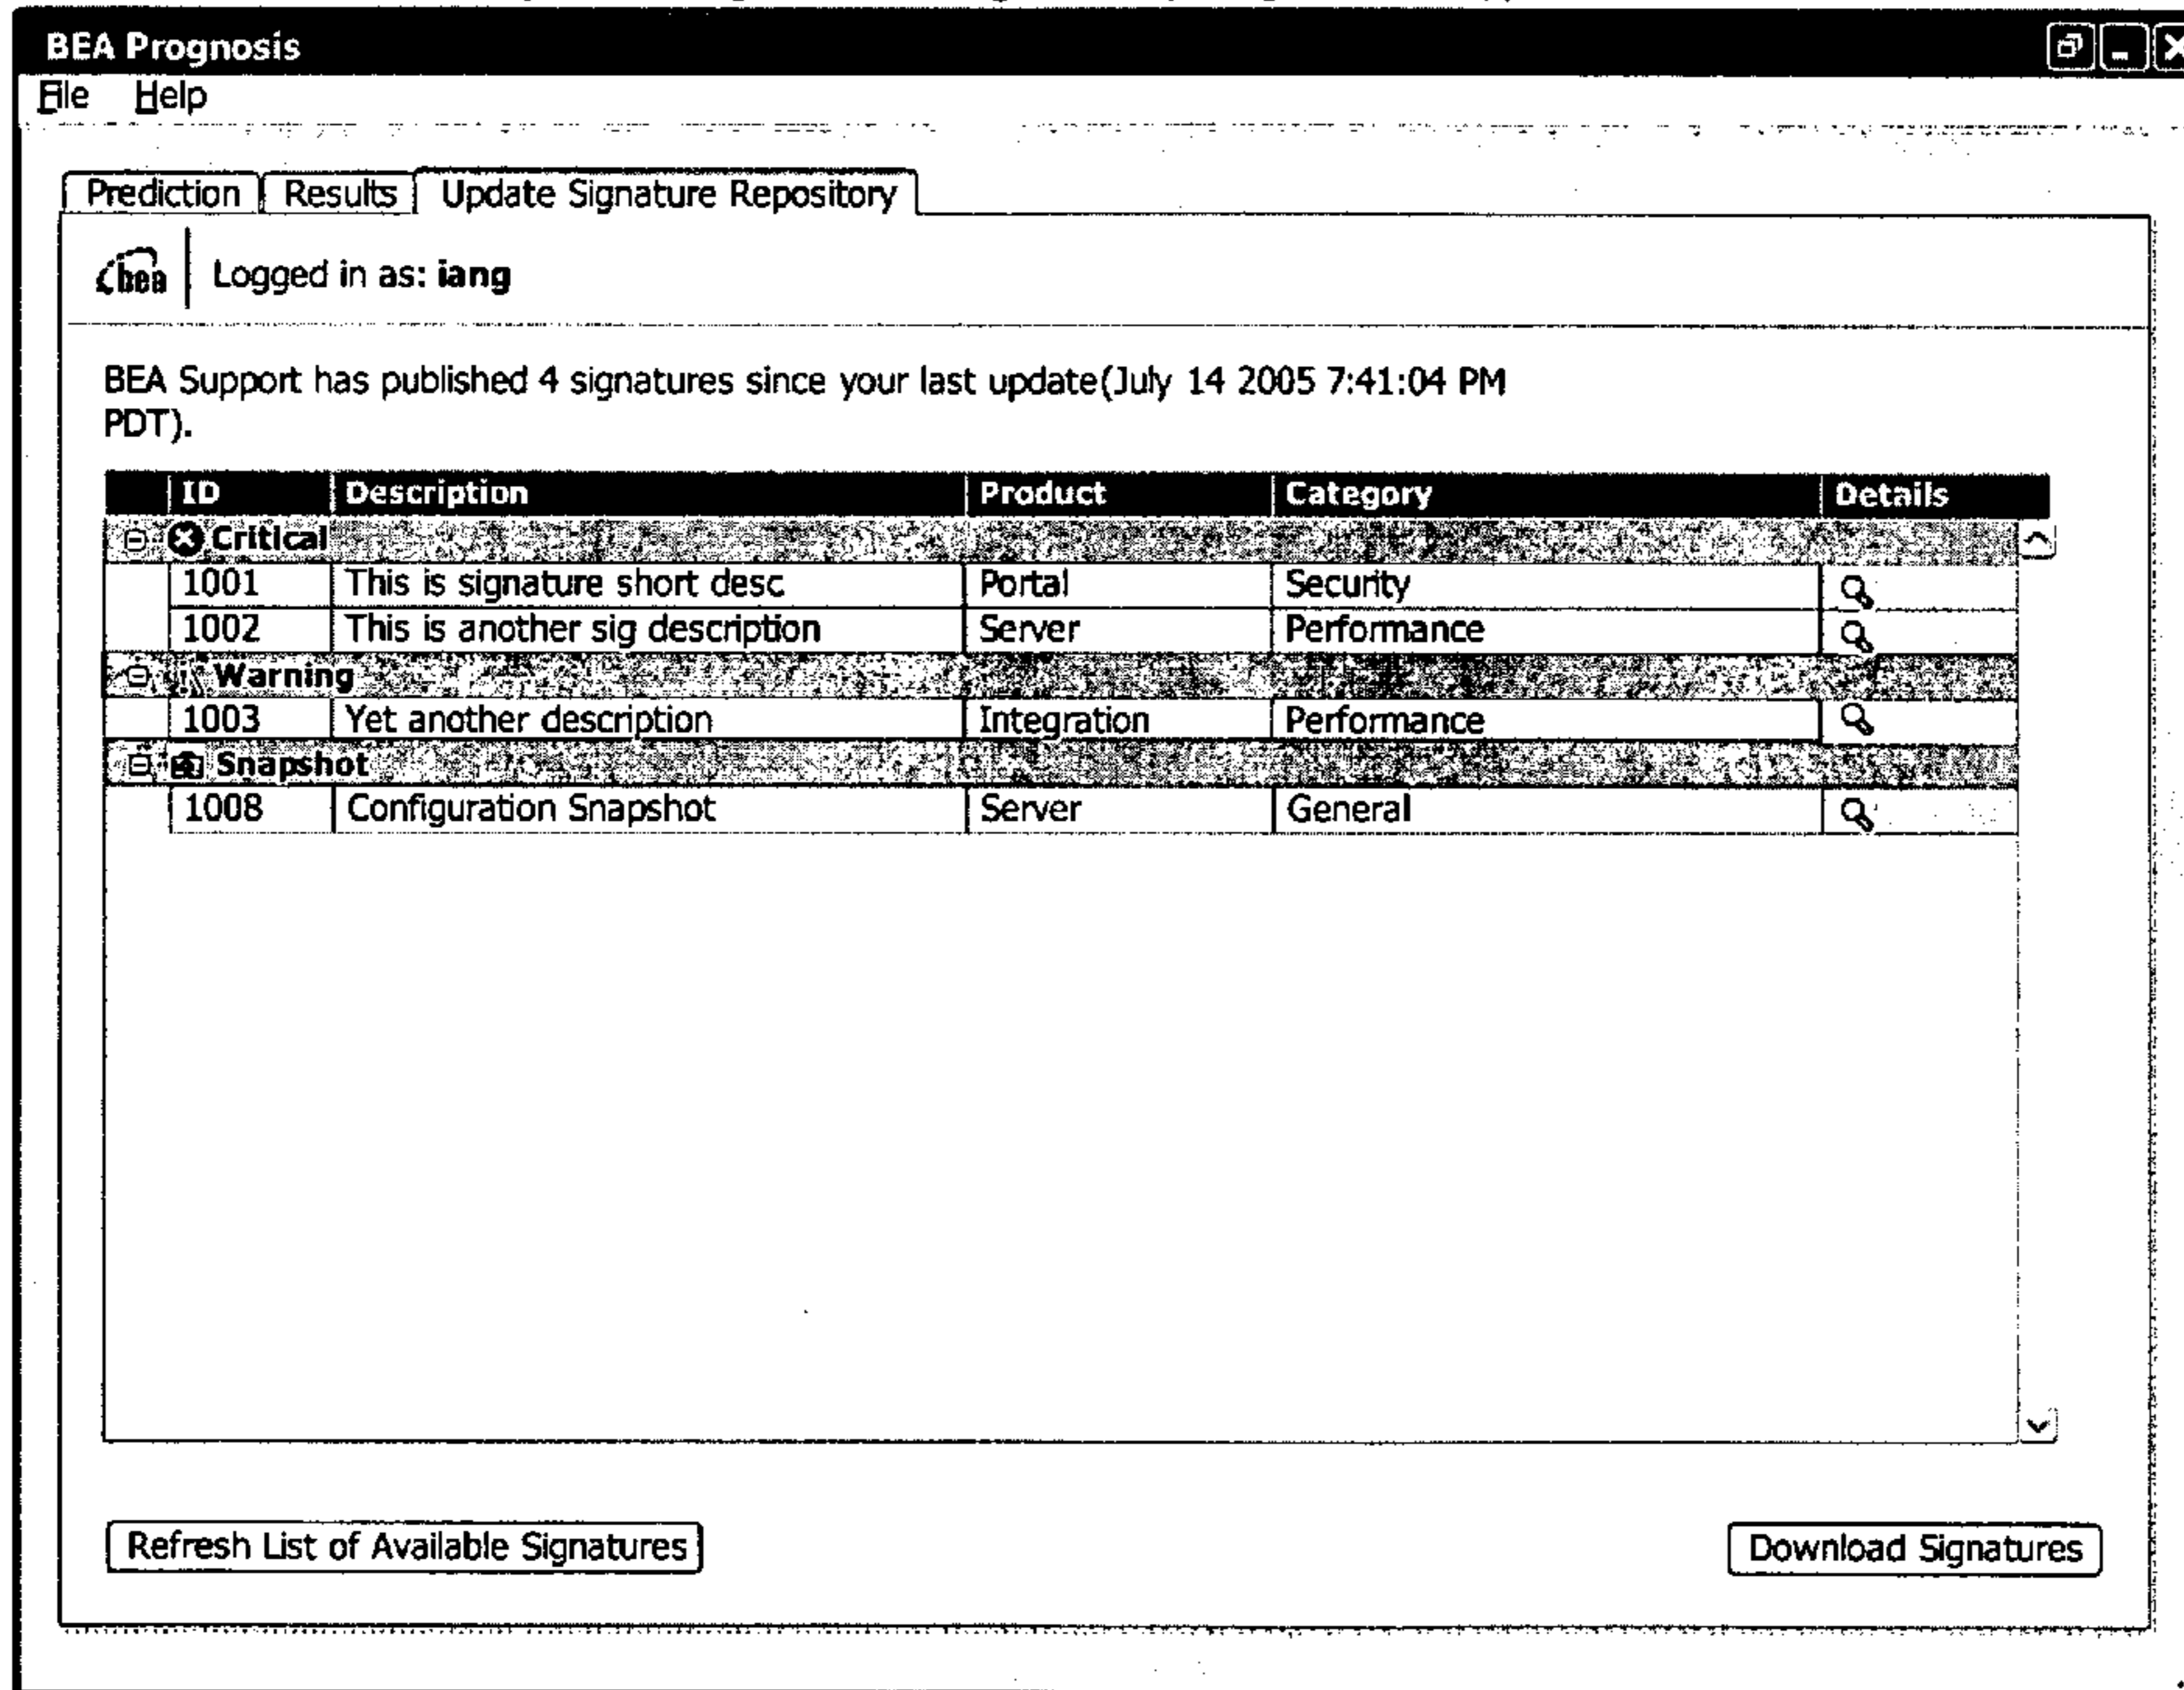 BEA Prognosis
File Help
Prediction Results Update Signature Repository
bea Logged in as: iang
BEA Support has published 4 signatures since your last update(July 14 2005 7:41:04 PM
PDT).
ID Description Product Category Details
Critical
1001 This is signature short desc Portal Security
1002 This is another sig description Server Performance
Warning
1003 Yet another description Integration Performance
Snapshot
1008 Configuration Snapshot Server General
Refresh List of Available Signatures Download Signatures